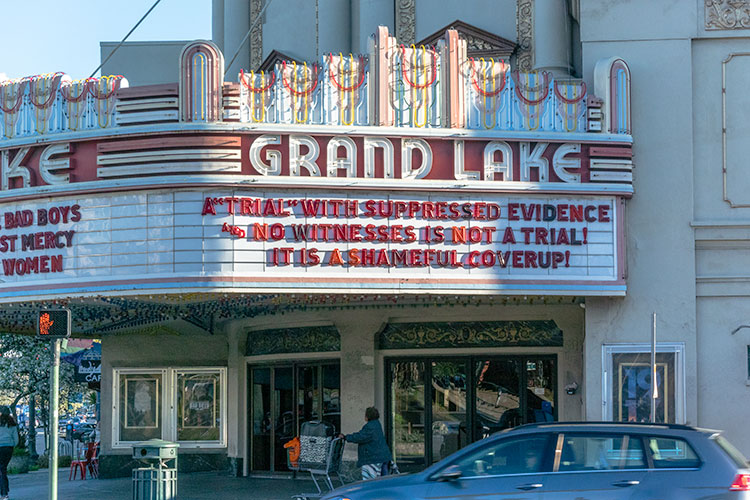 KE
GRAND LAKE
BAD BOYS
ST MERCY
WOMEN
A "TRIAL" WITH SUPPRESSED EVIDENCE
NO WITNESSES IS NOT A TRIAL!
IT IS A SHAMEFUL COVERUP!